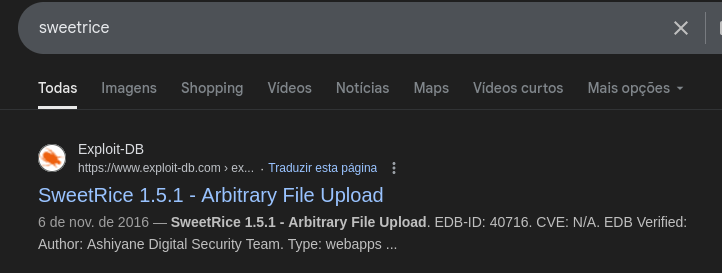 sweetrice
Todas Imagens Shopping Vídeos Notícias Maps Vídeos curtos Mais opções
Exploit-DB
https://www.exploit-db.com › ex... · Traduzir esta página
SweetRice 1.5.1 - Arbitrary File Upload
6 de nov. de 2016 — SweetRice 1.5.1 - Arbitrary File Upload. EDB-ID: 40716. CVE: N/A. EDB Verified:
Author: Ashiyane Digital Security Team. Type: webapps ...